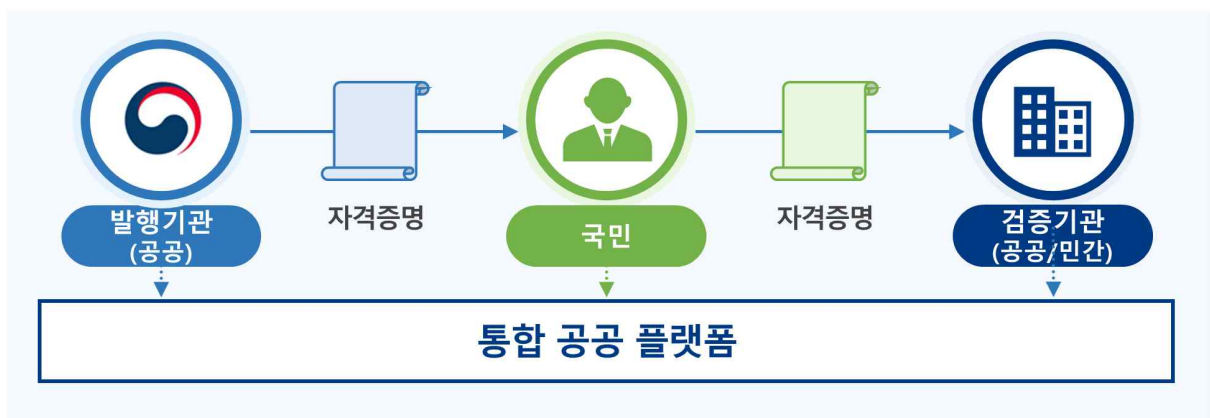 발행기관
(공공)
자격증명
국민
자격증명
검증기관
(공공/민간)
통합 공공 플랫폼